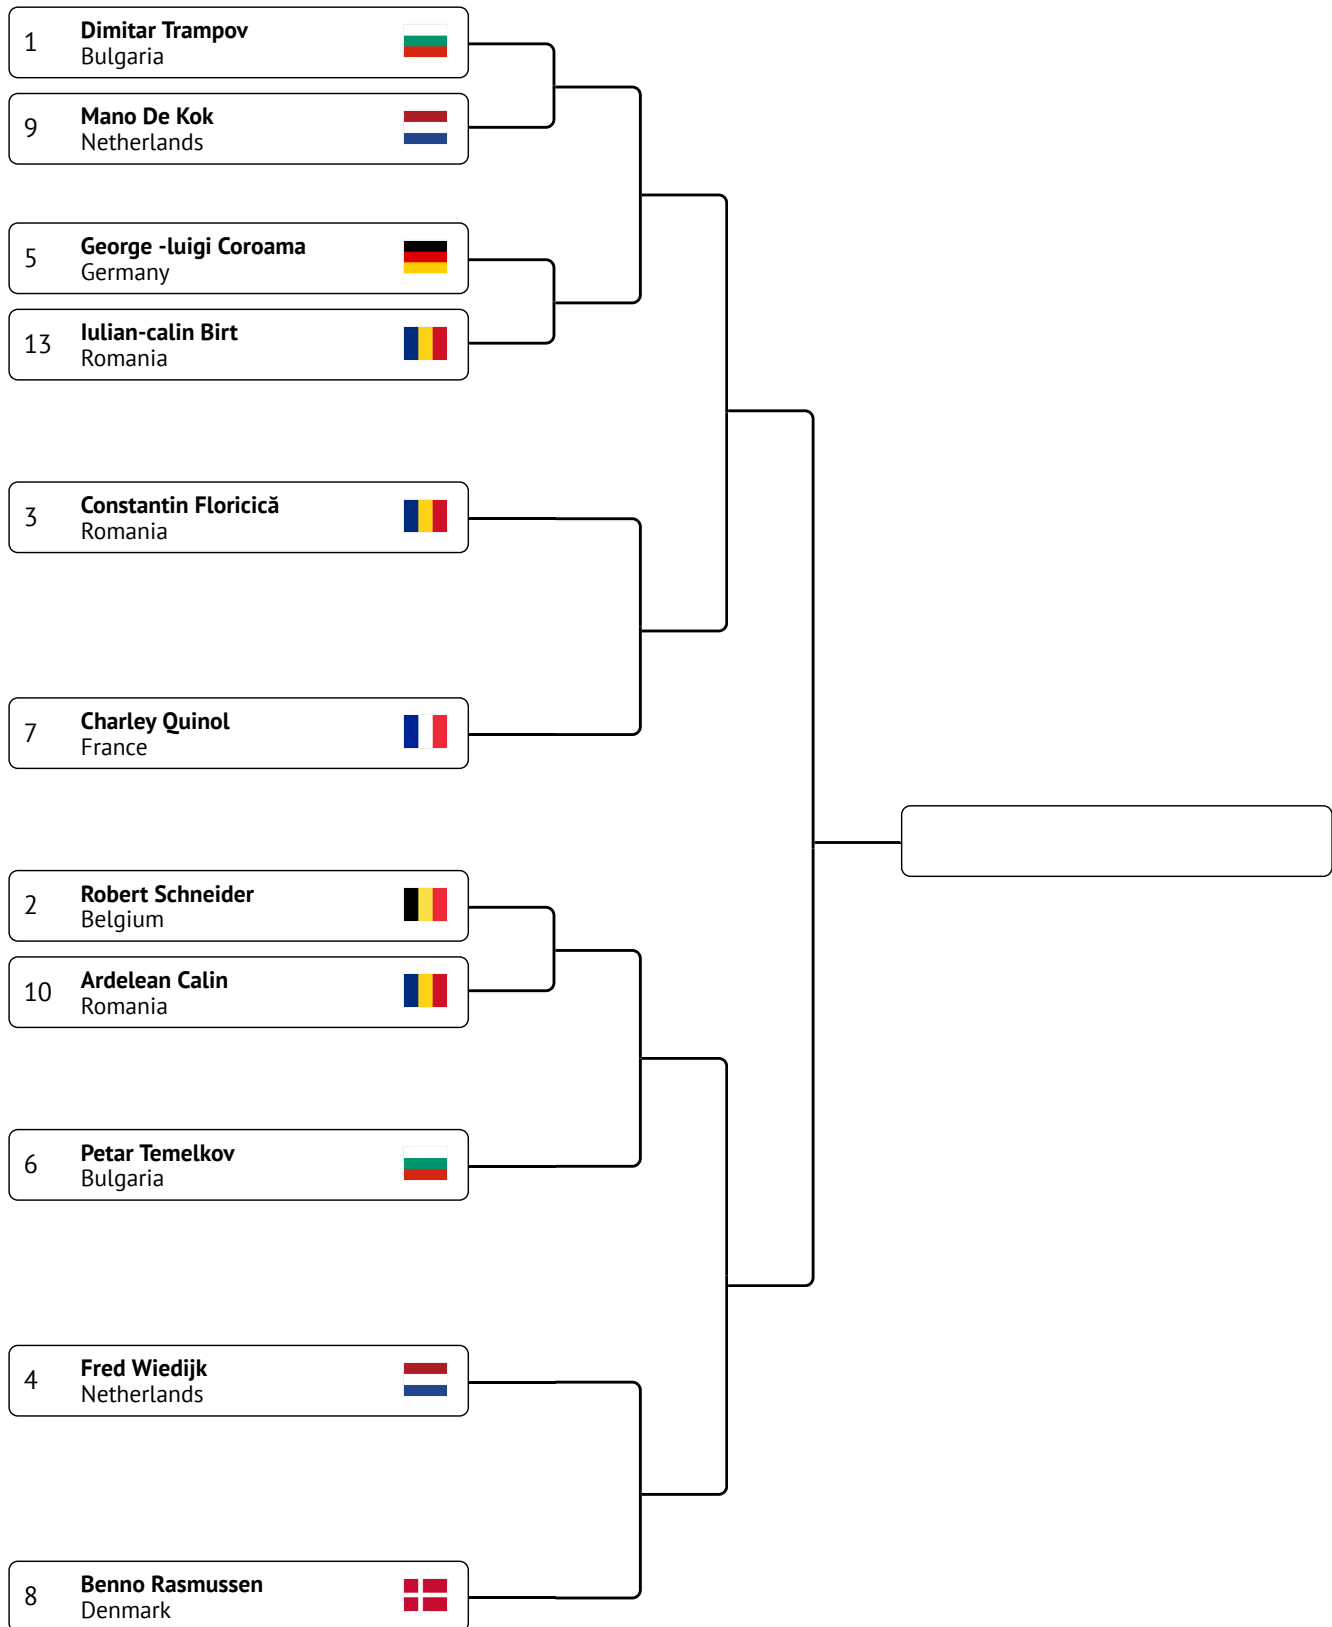 1
Dimitar Trampov
Bulgaria
9
Mano De Kok
Netherlands
5
George -luigi Coroama
Germany
13
Iulian-calin Birt
Romania
3
Constantin Floricică
Romania
7
Charley Quinol
France
2
Robert Schneider
Belgium
10
Ardelean Calin
Romania
6
Petar Temelkov
Bulgaria
4
Fred Wiedijk
Netherlands
8
Benno Rasmussen
Denmark